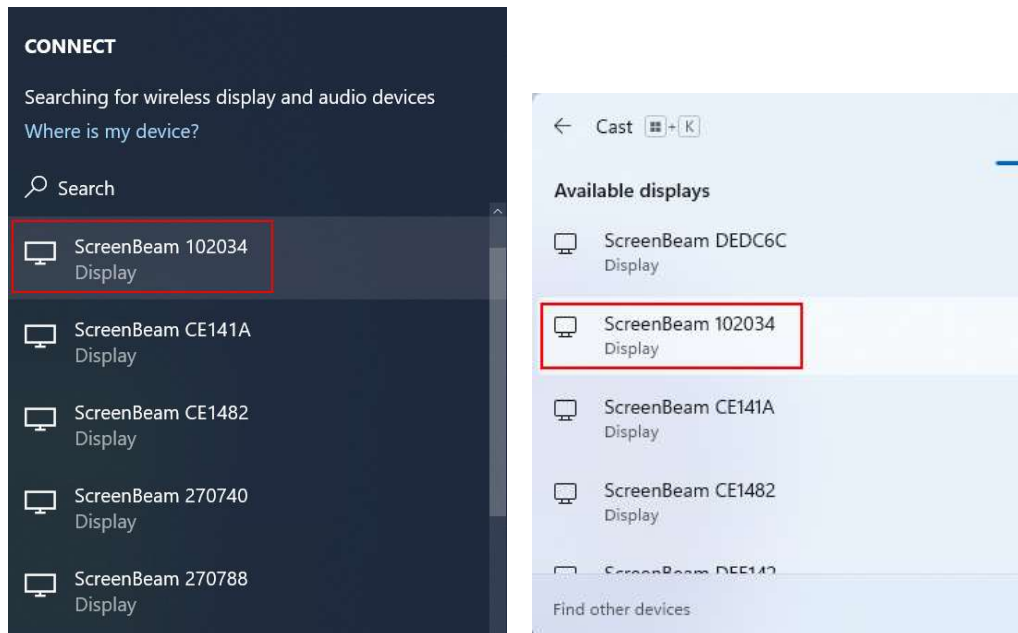 CONNECT
Searching for wireless display and audio devices
Where is my device?
Search
ScreenBeam 102034
Display
ScreenBeam CE141A
Display
ScreenBeam CE1482
Display
ScreenBeam 270740
Display
ScreenBeam 270788
Display
Cast + K
Available displays
ScreenBeam DEDC6C
Display
ScreenBeam 102034
Display
ScreenBeam CE141A
Display
ScreenBeam CE1482
Display
ScreenBeam
Find other devices